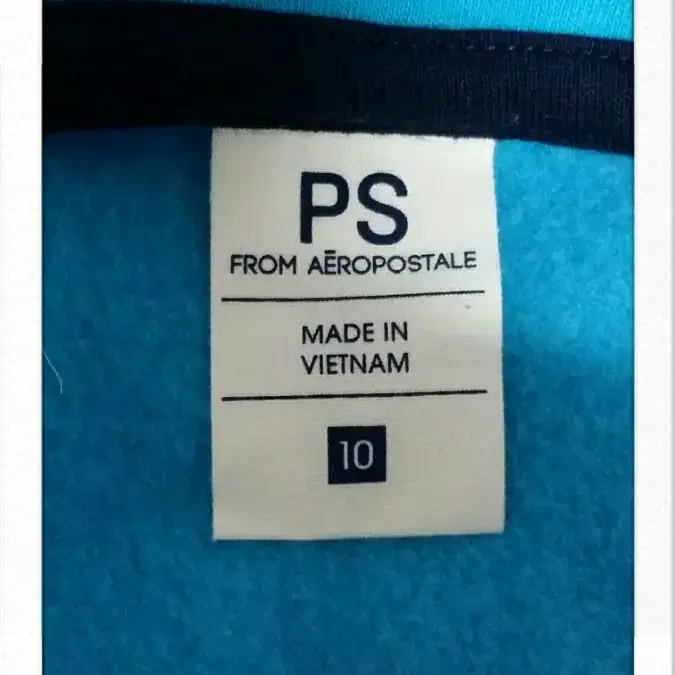 PS
FROM AĒROPOSTALE
MADE IN
VIETNAM
10